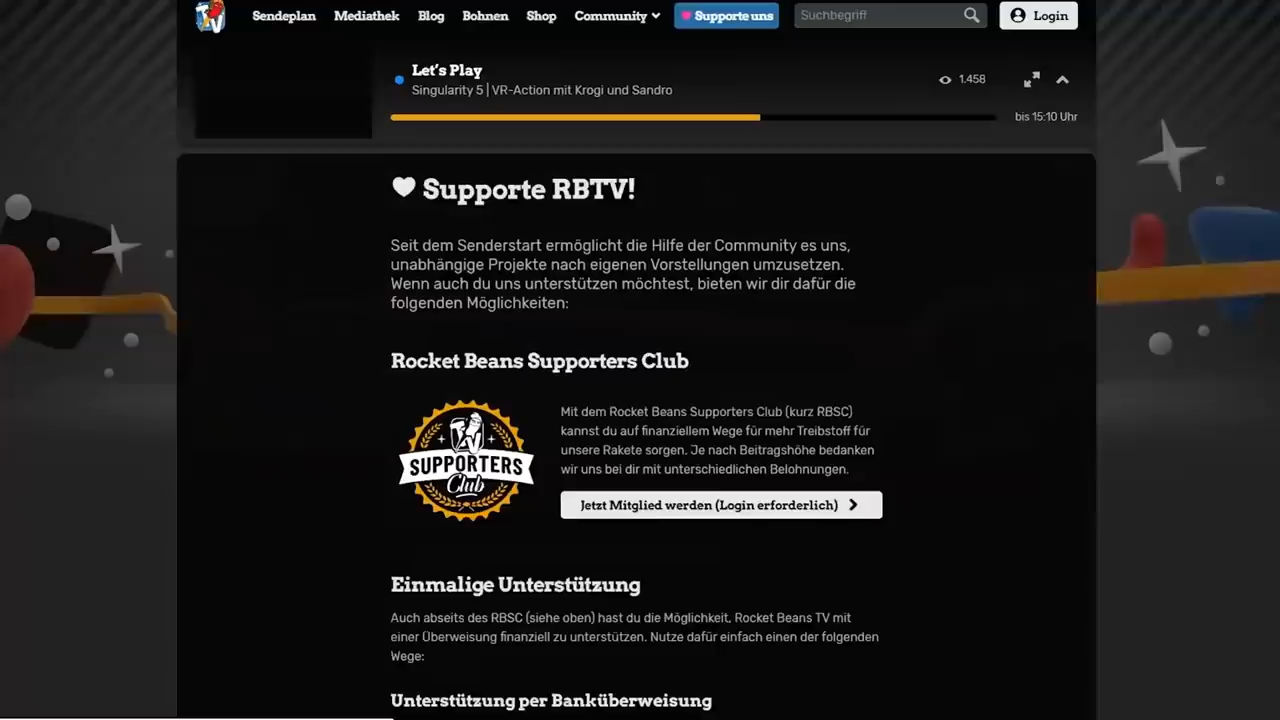 Sendeplan Mediathek Blog Bohnen Shop Community Supporte uns Suchbegriff Login
Let's Play
Singularity 5 | VR-Action mit Krogi und Sandro
1.458
bis 15:10 Uhr
Supporte RBTV!
Seit dem Senderstart ermöglicht die Hilfe der Community es uns,
unabhängige Projekte nach eigenen Vorstellungen umzusetzen.
Wenn auch du uns unterstützen möchtest, bieten wir dir dafür die
folgenden Möglichkeiten:
Rocket Beans Supporters Club
SUPPORTERS
Club
Mit dem Rocket Beans Supporters Club (kurz RBSC)
kannst du auf finanziellem Wege für mehr Treibstoff für
unsere Rakete sorgen. Je nach Beitragshöhe bedanken
wir uns bei dir mit unterschiedlichen Belohnungen.
Jetzt Mitglied werden (Login erforderlich)
Einmalige Unterstützung
Auch abseits des RBSC (siehe oben) hast du die Möglichkeit, Rocket Beans TV mit
einer Überweisung finanziell zu unterstützen. Nutze dafür einfach einen der folgenden
Wege:
Unterstützung per Banküberweisung